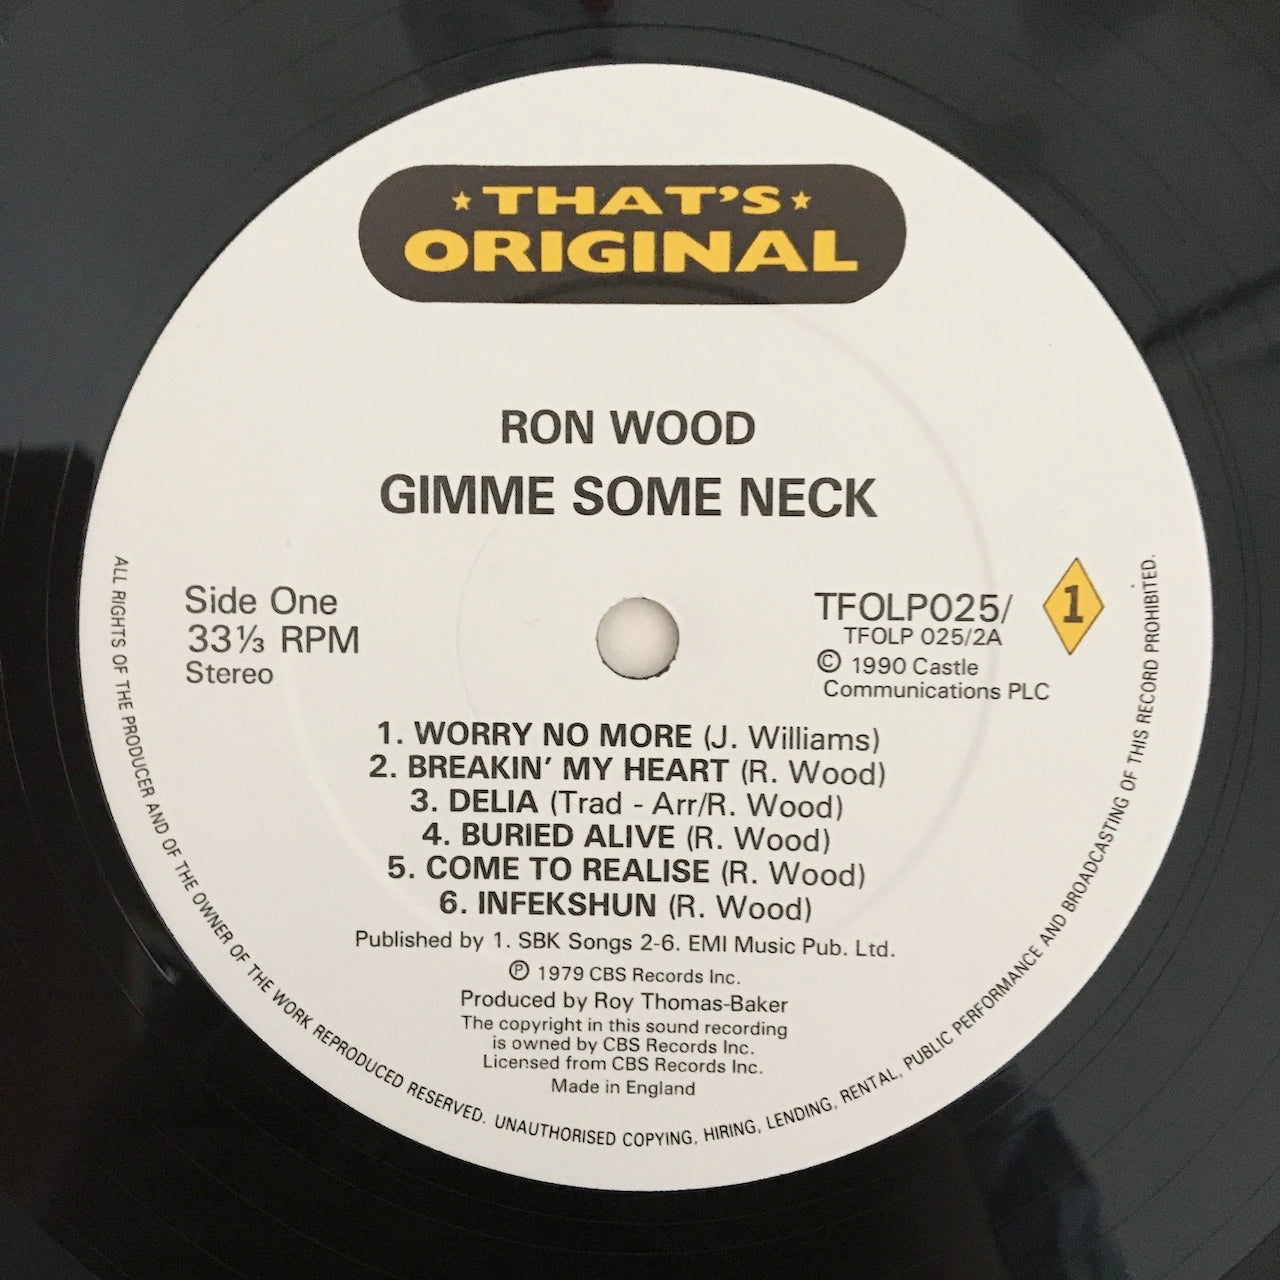 ★ THAT'S ★
ORIGINAL
RON WOOD
GIMME SOME NECK
Side One
33⅓ RPM
Stereo
TFOLP025/
TFOLP 025/2A
© 1990 Castle
Communications PLC
1
1. WORRY NO MORE (J. Williams)
2. BREAKIN' MY HEART (R. Wood)
3. DELIA (Trad - Arr/R. Wood)
4. BURIED ALIVE (R. Wood)
5. COME TO REALISE (R. Wood)
6. INFEKSHUN (R. Wood)
Published by 1. SBK Songs 2-6. EMI Music Pub. Ltd.
℗ 1979 CBS Records Inc.
Produced by Roy Thomas-Baker
The copyright in this sound recording
is owned by CBS Records Inc.
Licensed from CBS Records Inc.
Made in England
ALL RIGHTS OF THE PRODUCER AND OF THE OWNER OF THE WORK REPRODUCED RESERVED. UNAUTHORISED COPYING, HIRING, LENDING, RENTAL, PUBLIC PERFORMANCE AND BROADCASTING OF THIS RECORD PROHIBITED.